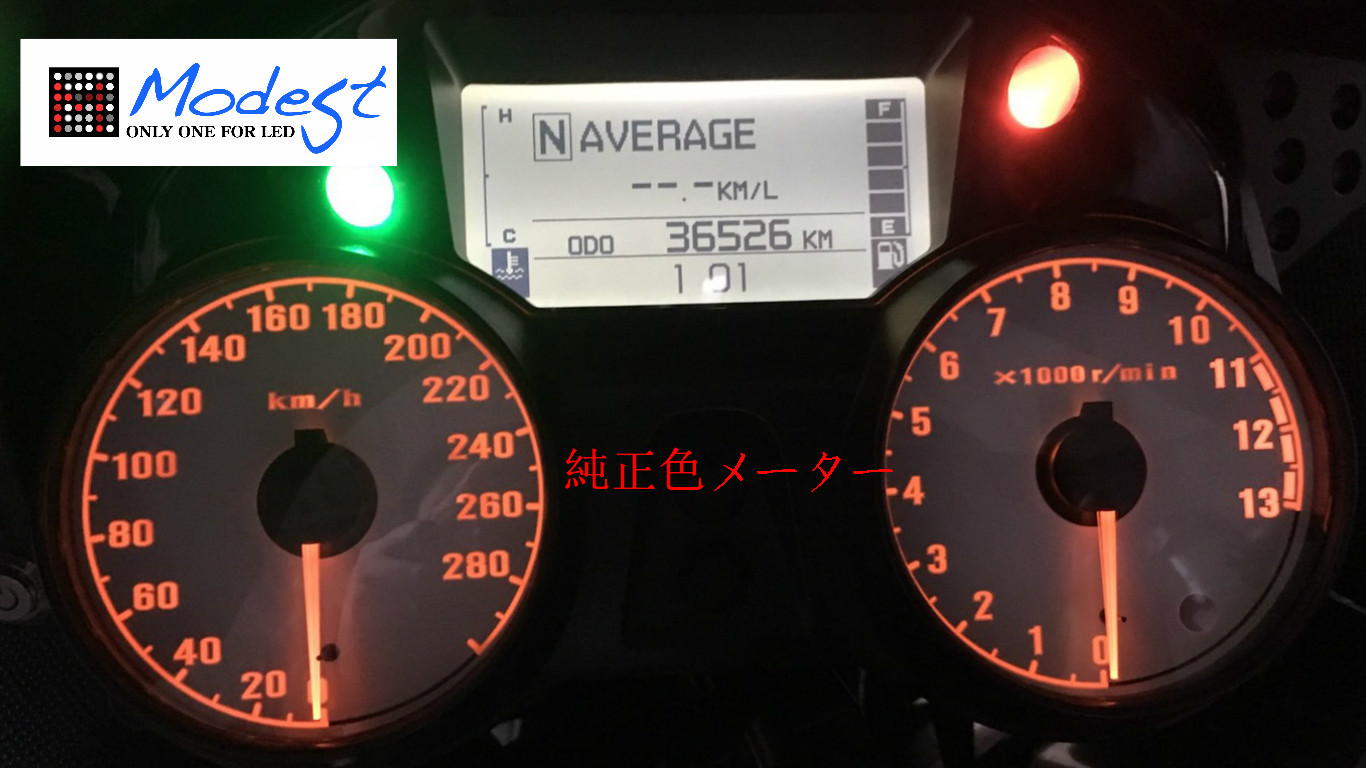 Modest
ONLY ONE FOR LED
H
N AVERAGE
F
--.-KM/L
C
ODO 36526 KM
E
1 01
160 180
140 200
120 220
km/h
100 240
80 260
60 280
40
20
0
純正色メーター
8 9
7 10
6 11
×1000 r/min
5 12
4 13
3
2
1
0